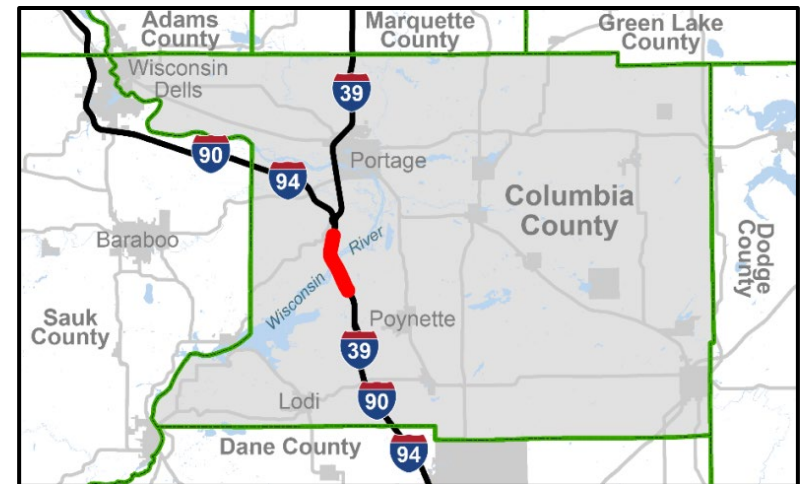 Adams
County
Marquette
County
Green Lake
County
Wisconsin
Dells
39
90
94
Portage
Columbia
County
Baraboo
Wisconsin River
Dodge
County
Sauk
County
Poynette
39
90
Lodi
94
Dane County